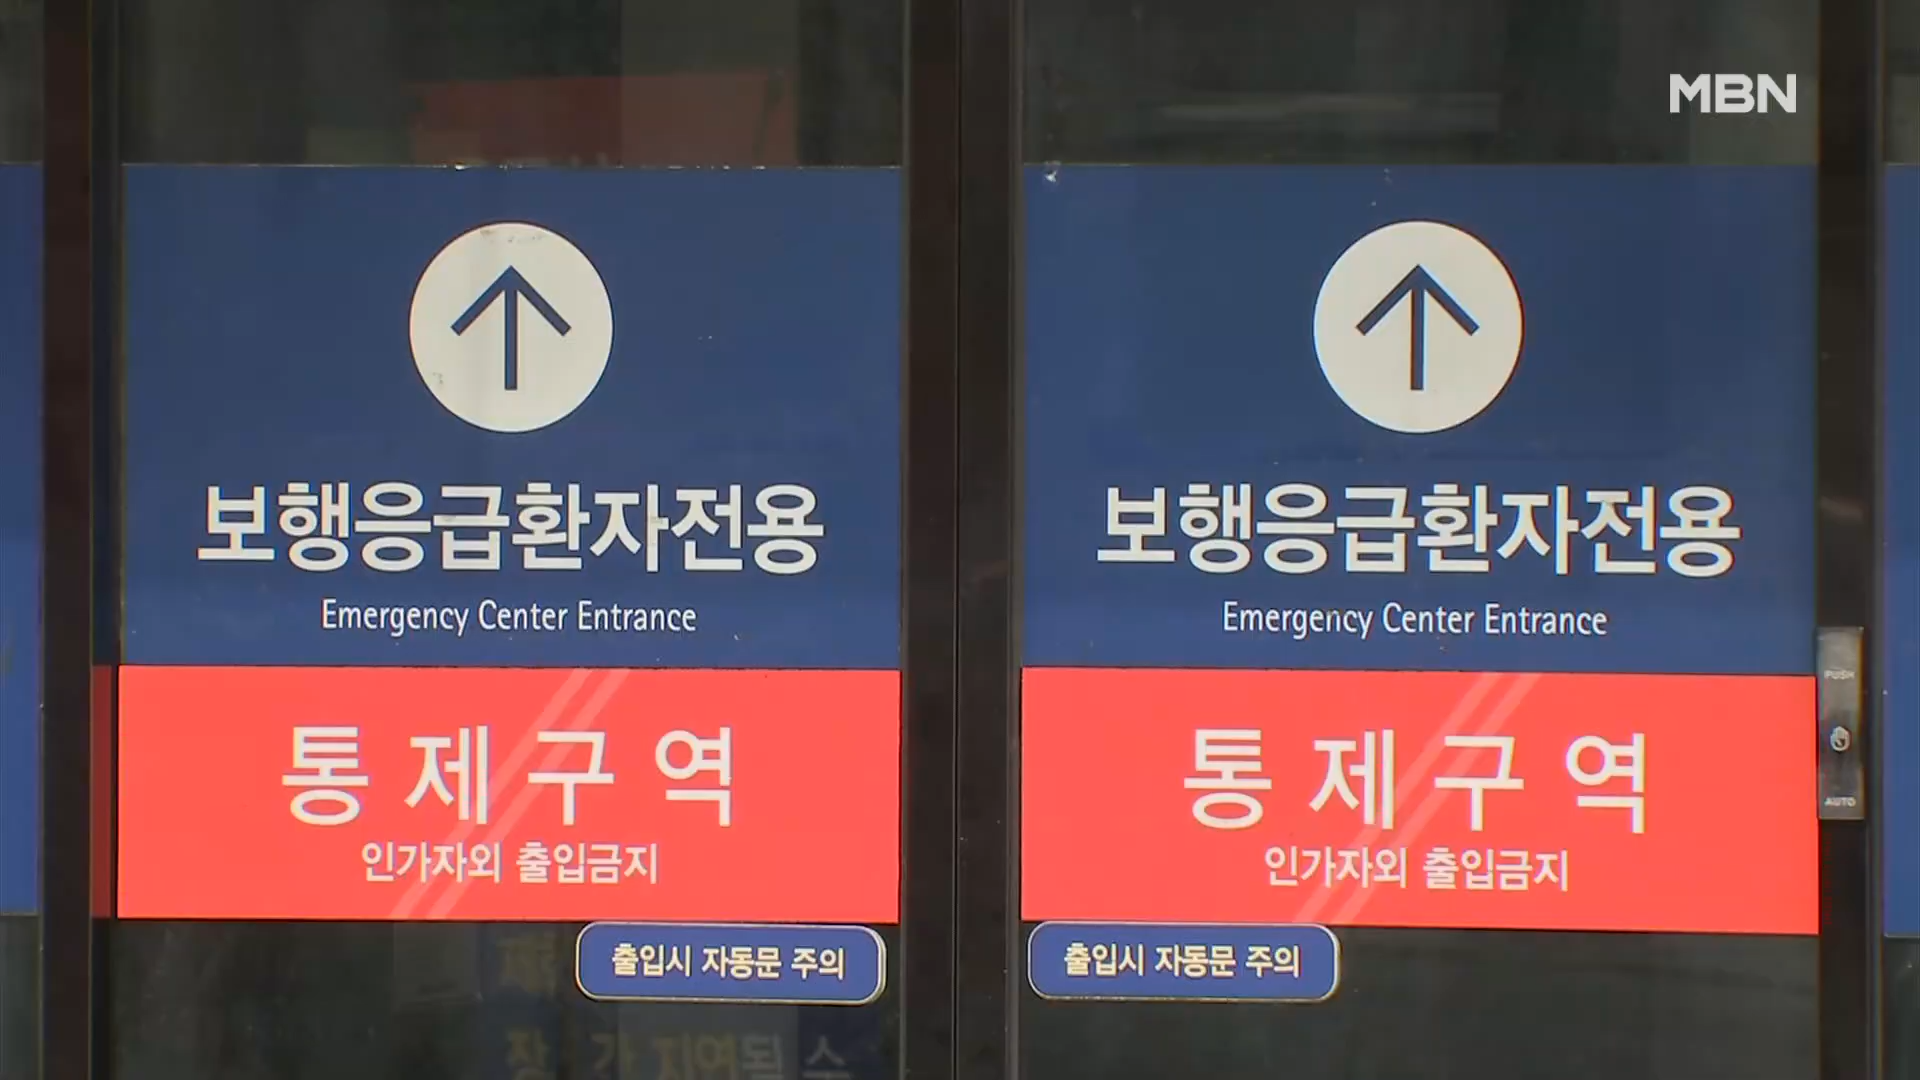 MBN
보행응급환자전용
Emergency Center Entrance
통제구역
인가자외 출입금지
출입시 자동문 주의
보행응급환자전용
Emergency Center Entrance
통제구역
인가자외 출입금지
출입시 자동문 주의
PUSH
AUTO